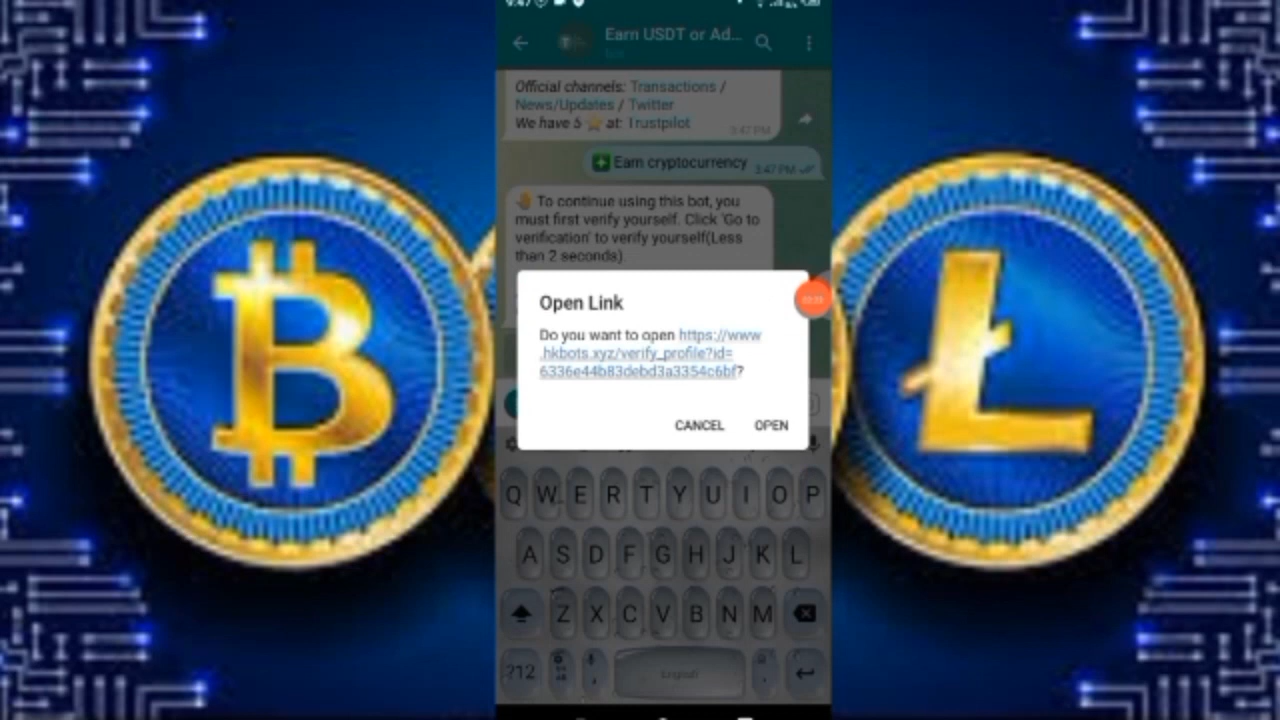 9:47
Earn USDT or Ad...
bot
Official channels: Transactions /
News/Updates / Twitter
We have 5 ⭐ at: Trustpilot
3:47 PM
Earn cryptocurrency
3:47 PM
🤚 To continue using this bot, you
must first verify yourself. Click 'Go to
verification' to verify yourself(Less
than 2 seconds).
Open Link
Do you want to open https://www
.hkbots.xyz/verify_profile?id=
6336e44b83debd3a3354c6bf?
CANCEL OPEN
Q W E R T Y U I O P
A S D F G H J K L
Z X C V B N M
?12 , English .